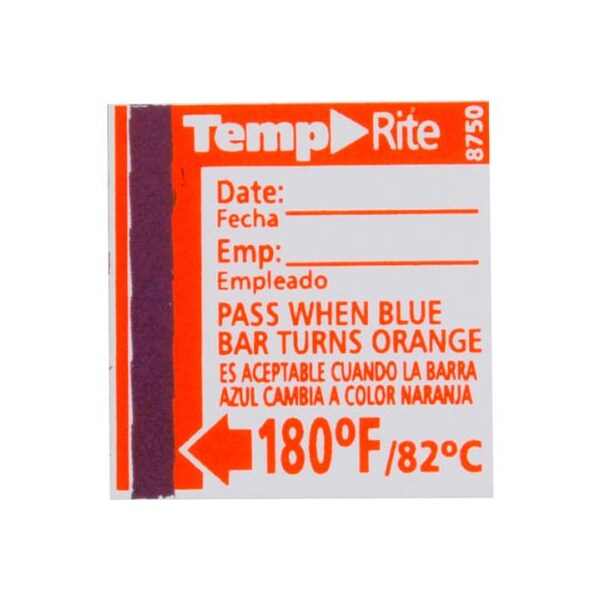 Temp Rite
8750
Date:
Fecha
Emp:
Empleado
PASS WHEN BLUE
BAR TURNS ORANGE
ES ACEPTABLE CUANDO LA BARRA
AZUL CAMBIA A COLOR NARANJA
180ºF/82ºC